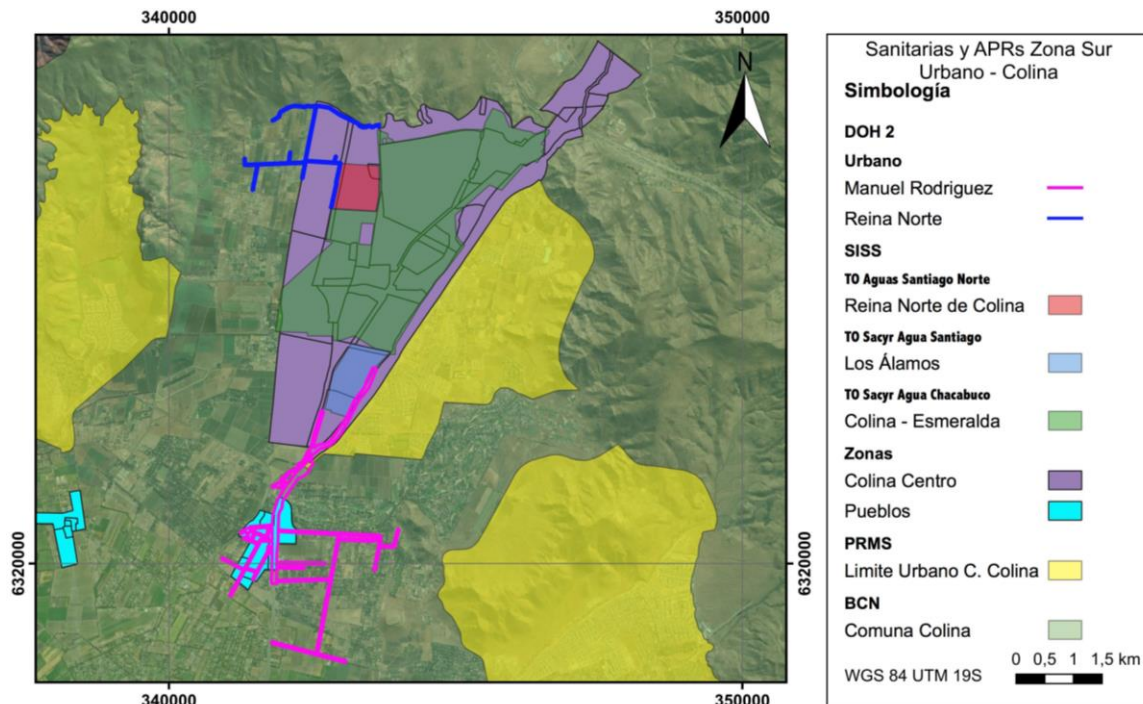 340000
350000
N
6320000
6320000
340000
350000
Sanitarias y APRs Zona Sur
Urbano - Colina
Simbología
DOH 2
Urbano
Manuel Rodriguez
Reina Norte
SISS
TO Aguas Santiago Norte
Reina Norte de Colina
TO Sacyr Agua Santiago
Los Álamos
TO Sacyr Agua Chacabuco
Colina - Esmeralda
Zonas
Colina Centro
Pueblos
PRMS
Limite Urbano C. Colina
BCN
Comuna Colina
WGS 84 UTM 19S
0 0,5 1 1,5 km